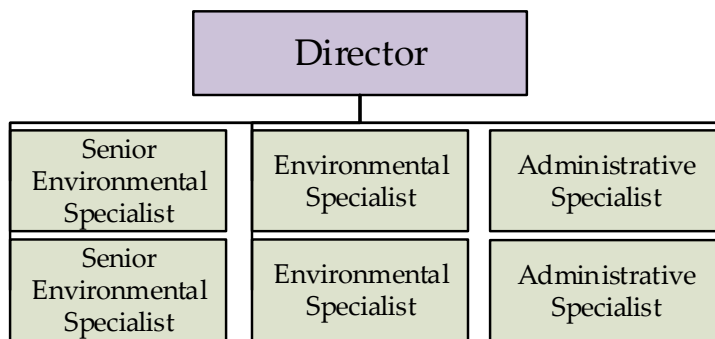 Director
Senior
Environmental
Specialist
Environmental
Specialist
Administrative
Specialist
Senior
Environmental
Specialist
Environmental
Specialist
Administrative
Specialist